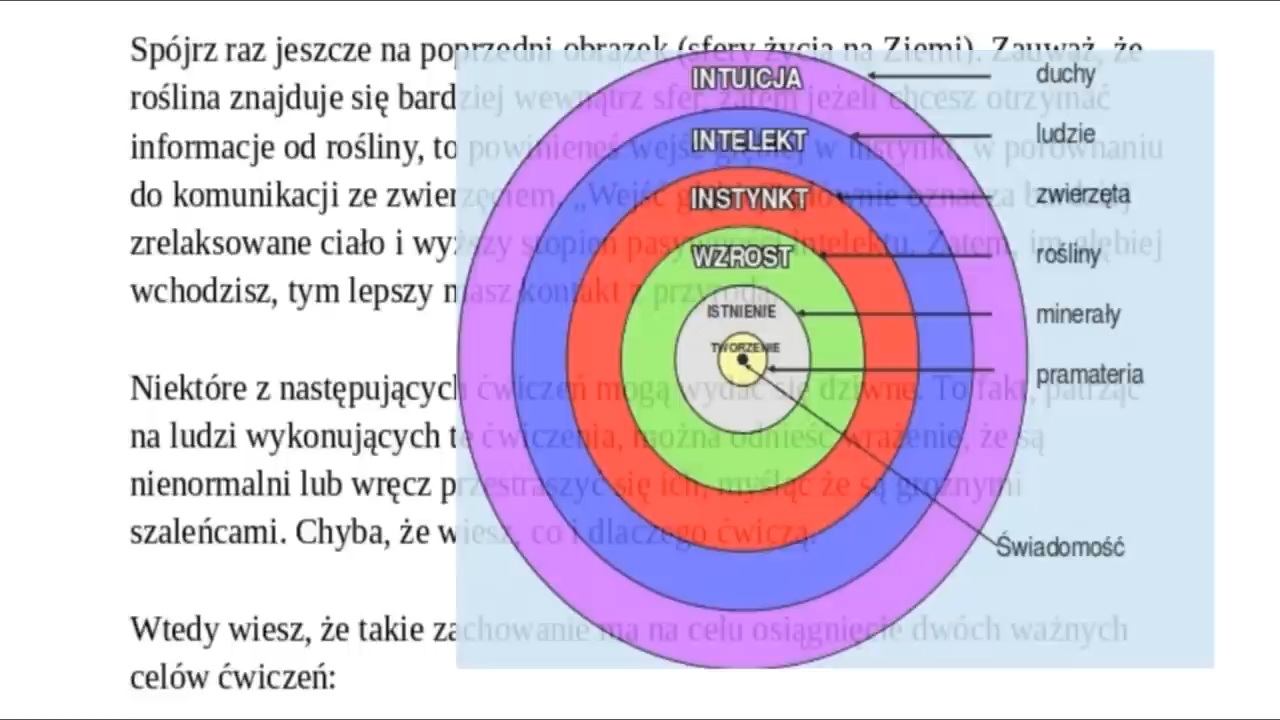 Spójrz raz jeszcze na poprzedni obrazek (sfery życia na Ziemi). Zauważ, że
roślina znajduje się bardziej wewnątrz sfer, zatem jeżeli chcesz otrzymać
informacje od rośliny, to powinieneś wejść głębiej w instynkt, w porównaniu
do komunikacji ze zwierzęciem. „Wejść głębiej” głównie oznacza bardziej
zrelaksowane ciało i wyższy stopień pasywności intelektu. Zatem, im głębiej
wchodzisz, tym lepszy masz kontakt z przyrodą.
Niektóre z następujących ćwiczeń mogą wydać się dziwne. To fakt, patrząc
na ludzi wykonujących te ćwiczenia, można odnieść wrażenie, że są
nienormalni lub wręcz przestraszyć się ich, myśląc że są groźnymi
szaleńcami. Chyba, że wiesz, co i dlaczego ćwiczą.
Wtedy wiesz, że takie zachowanie ma na celu osiągnięcie dwóch ważnych
celów ćwiczeń:
INTUICJA
duchy
INTELEKT
ludzie
INSTYNKT
zwierzęta
WZROST
rośliny
ISTNIENIE
minerały
TWORZENIE
pramateria
Świadomość